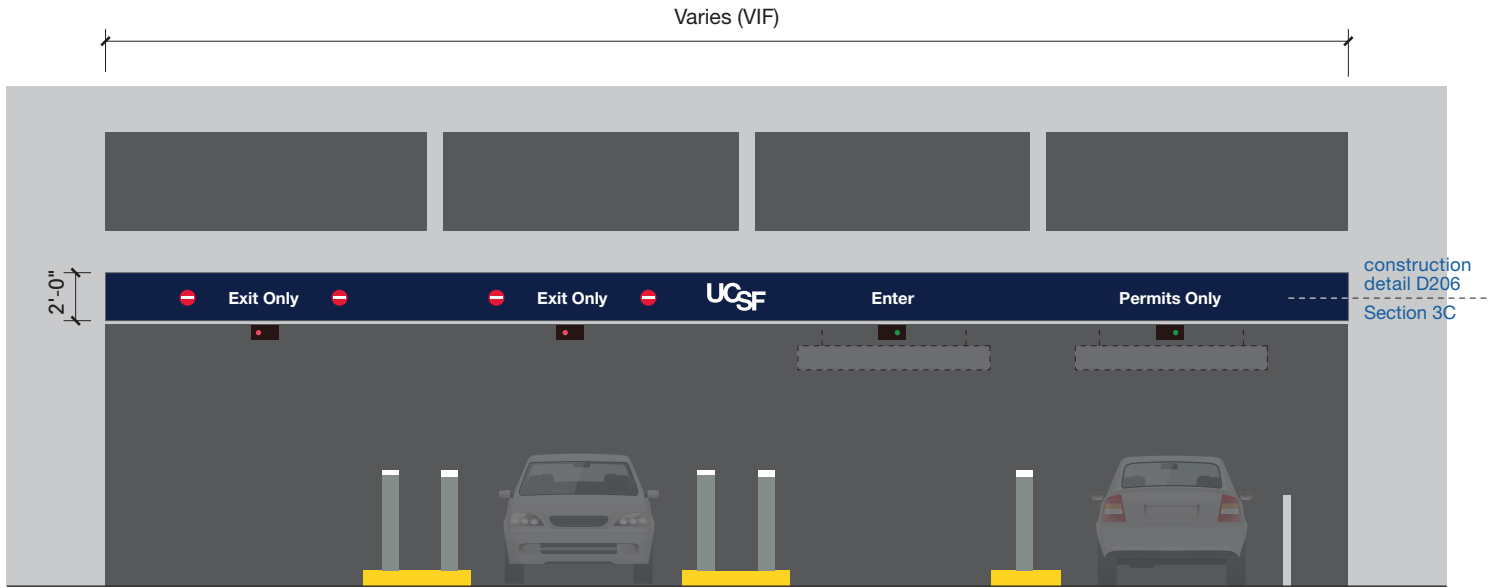 Varies (VIF)
2'-0"
Exit Only
Exit Only
UCSF
Enter
Permits Only
construction
detail D206
Section 3C